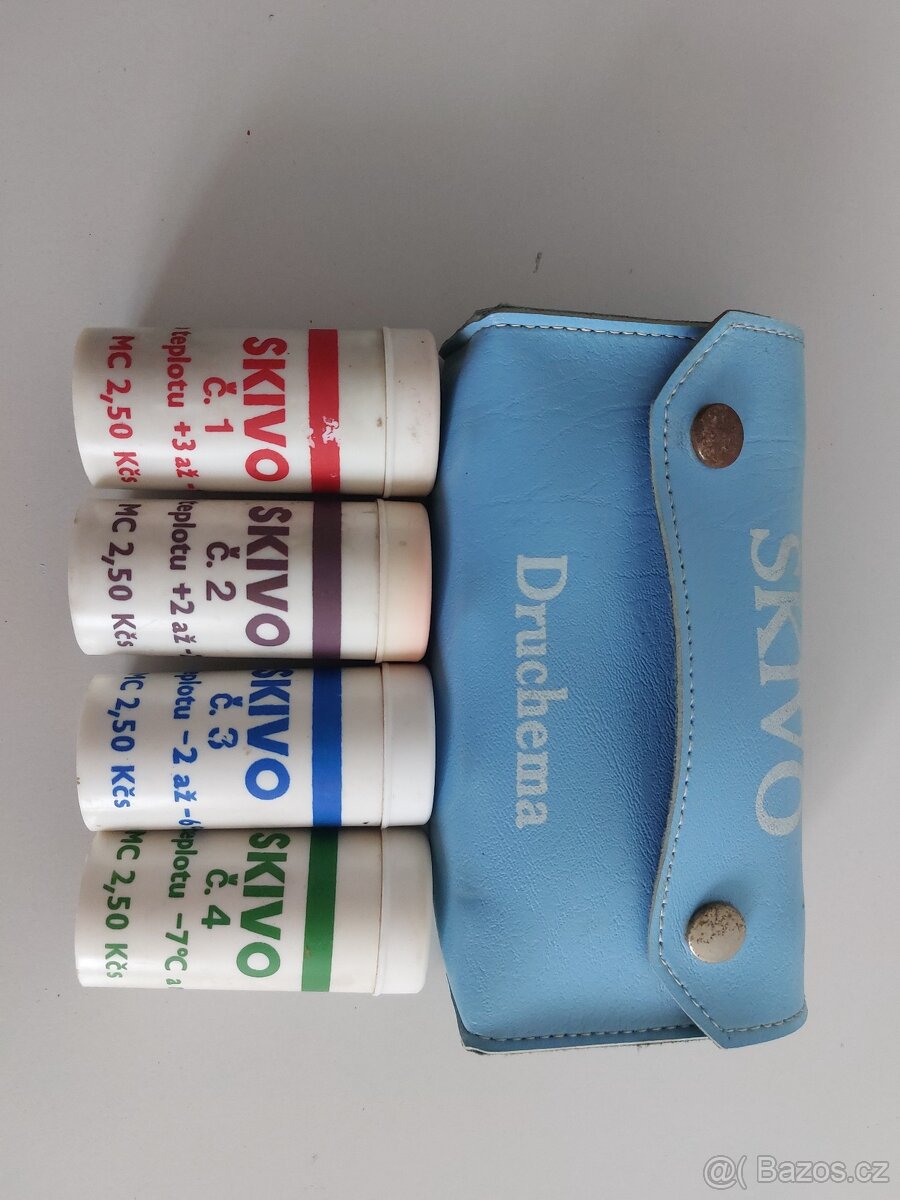 SKIVO
č. 1
teplotu +3 až
MC 2,50 Kčs
SKIVO
č. 2
teplotu +2 až
MC 2,50 Kčs
SKIVO
č. 3
teplotu -2 až -6
MC 2,50 Kčs
SKIVO
č. 4
teplotu -7°C a
MC 2,50 Kčs
SKIVO
Druchema
@( Bazos.cz